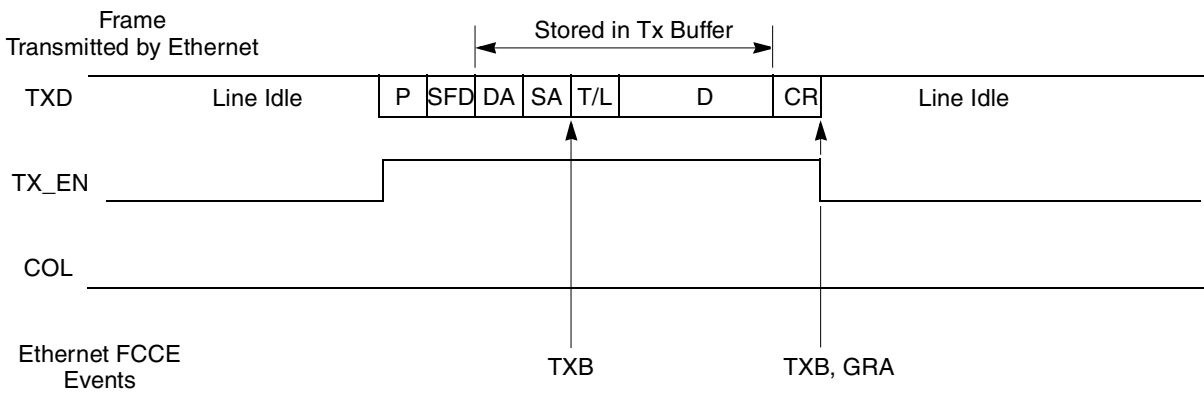 Frame
Transmitted by Ethernet
Stored in Tx Buffer
TXD Line Idle P SFD DA SA T/L D CR Line Idle
TX_EN
COL
Ethernet FCCE
Events
TXB TXB, GRA